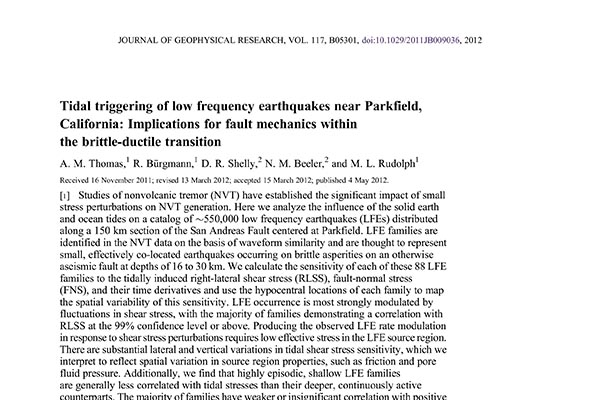 JOURNAL OF GEOPHYSICAL RESEARCH, VOL. 117, B05301, doi:10.1029/2011JB009036, 2012
Tidal triggering of low frequency earthquakes near Parkfield,
California: Implications for fault mechanics within
the brittle-ductile transition
A. M. Thomas,1 R. Bürgmann,1 D. R. Shelly,2 N. M. Beeler,2 and M. L. Rudolph1
Received 16 November 2011; revised 13 March 2012; accepted 15 March 2012; published 4 May 2012.
[1] Studies of nonvolcanic tremor (NVT) have established the significant impact of small
stress perturbations on NVT generation. Here we analyze the influence of the solid earth
and ocean tides on a catalog of ~550,000 low frequency earthquakes (LFEs) distributed
along a 150 km section of the San Andreas Fault centered at Parkfield. LFE families are
identified in the NVT data on the basis of waveform similarity and are thought to represent
small, effectively co-located earthquakes occurring on brittle asperities on an otherwise
aseismic fault at depths of 16 to 30 km. We calculate the sensitivity of each of these 88 LFE
families to the tidally induced right-lateral shear stress (RLSS), fault-normal stress
(FNS), and their time derivatives and use the hypocentral locations of each family to map
the spatial variability of this sensitivity. LFE occurrence is most strongly modulated by
fluctuations in shear stress, with the majority of families demonstrating a correlation with
RLSS at the 99% confidence level or above. Producing the observed LFE rate modulation
in response to shear stress perturbations requires low effective stress in the LFE source region.
There are substantial lateral and vertical variations in tidal shear stress sensitivity, which we
interpret to reflect spatial variation in source region properties, such as friction and pore
fluid pressure. Additionally, we find that highly episodic, shallow LFE families
are generally less correlated with tidal stresses than their deeper, continuously active
counterparts. The majority of families have weaker or insignificant correlation with positive